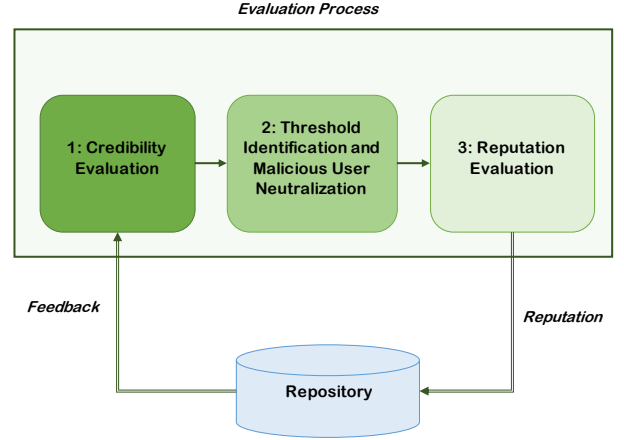 Evaluation Process
1: Credibility
Evaluation
2: Threshold
Identification and
Malicious User
Neutralization
3: Reputation
Evaluation
Feedback
Reputation
Repository